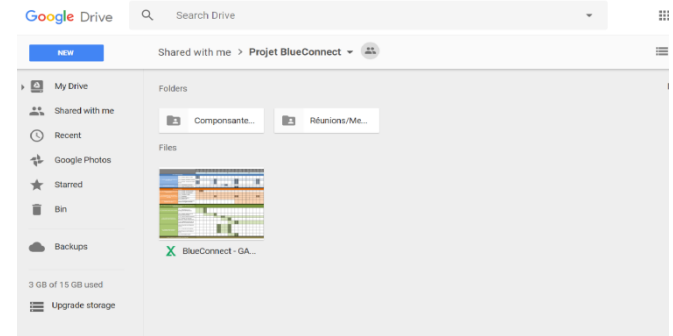 Google Drive
Search Drive
NEW
Shared with me > Projet BlueConnect
My Drive
Shared with me
Recent
Google Photos
Starred
Bin
Backups
3 GB of 15 GB used
Upgrade storage
Folders
Componsante...
Réunions/Me...
Files
BlueConnect - GA...